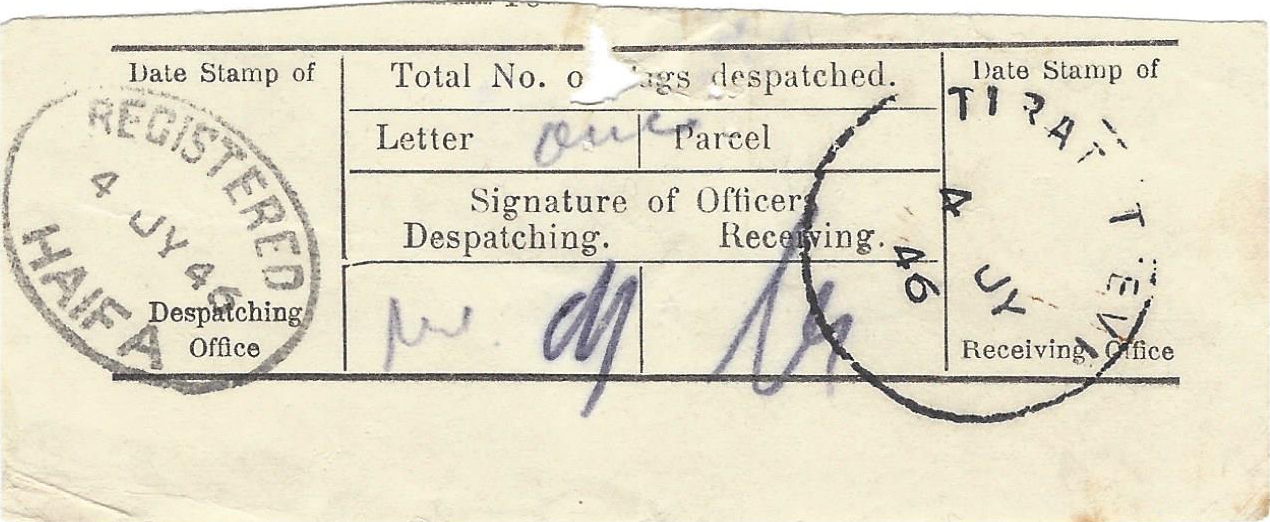 Date Stamp of
Total No. o ags despatched.
Date Stamp of
REGISTERED
4 JY 46
HAIFA
Letter one Parcel
TIRAT TSEVI
4 JY 46
Signature of Officers
Despatching. Receiving.
Despatching
Office
Receiving Office